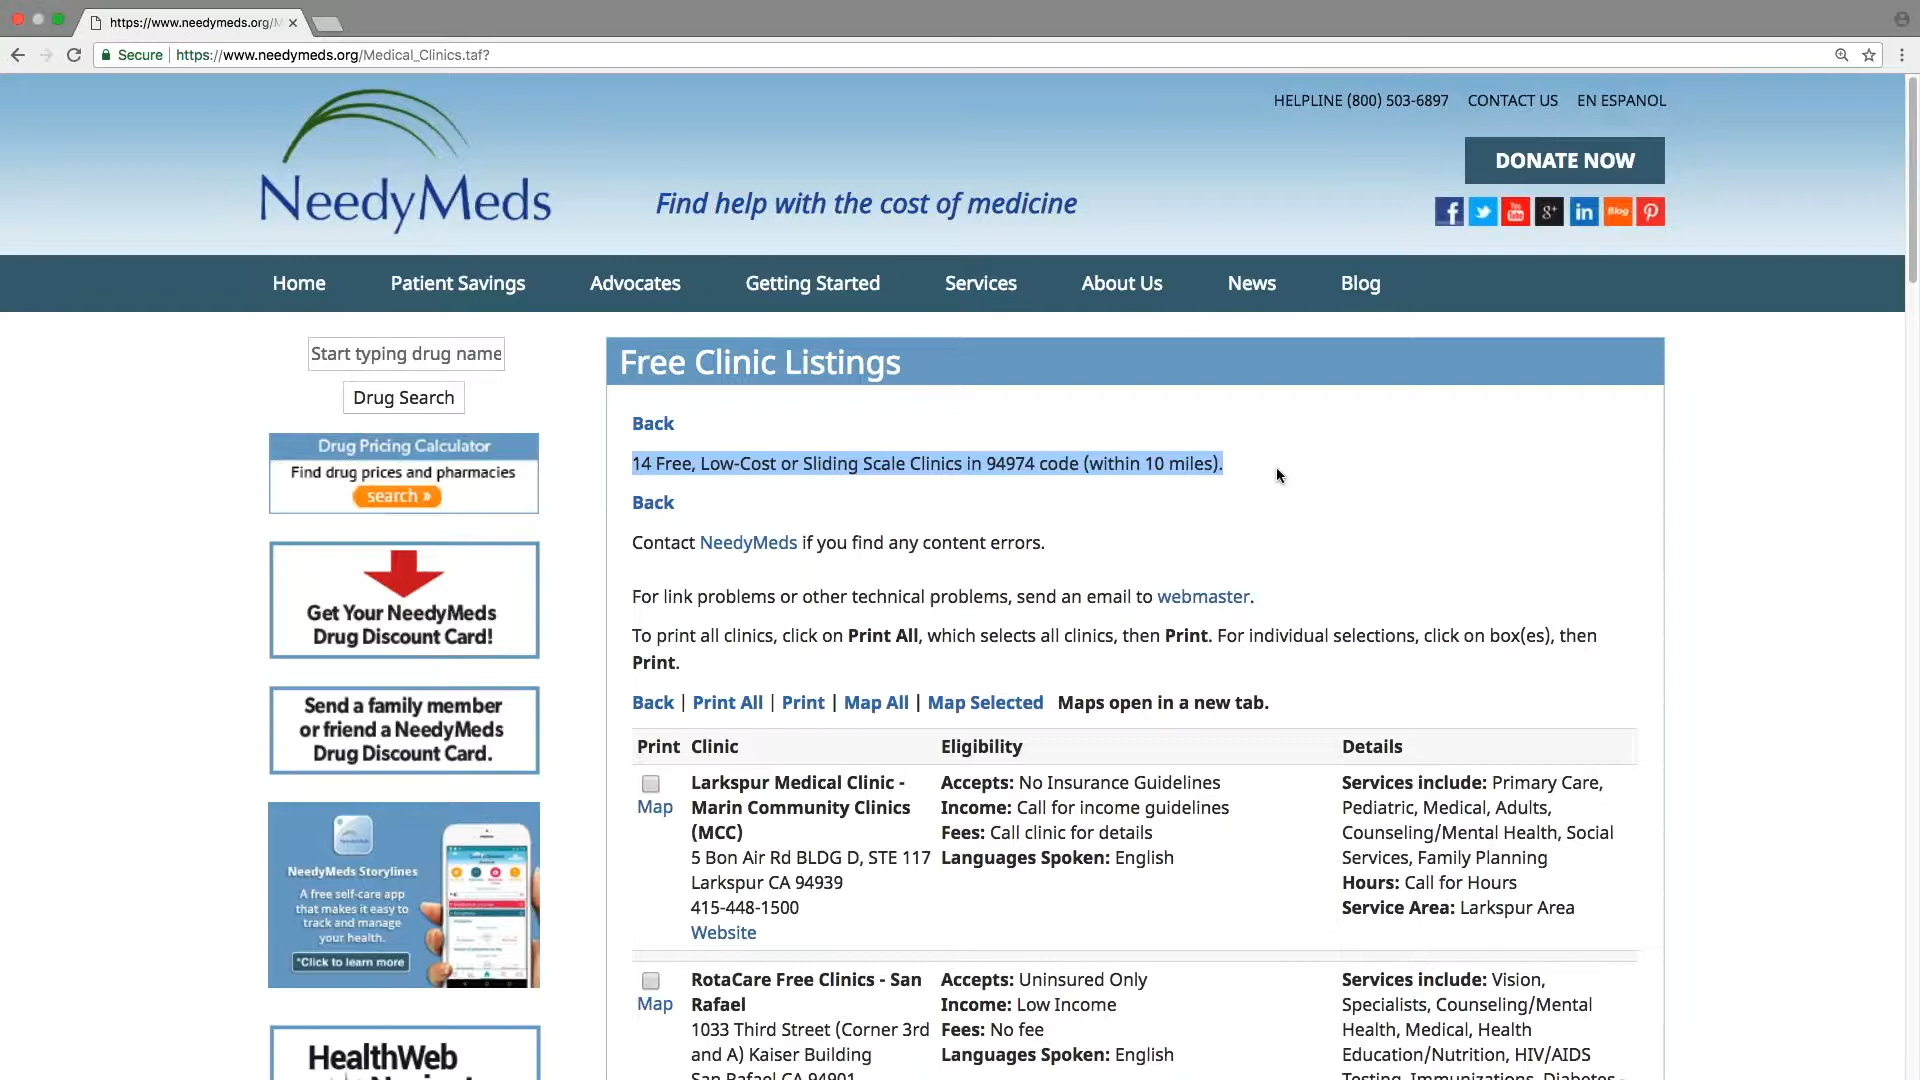 https://www.needymeds.org/M
Secure
https://www.needymeds.org/Medical_Clinics.taf?
HELPLINE (800) 503-6897 CONTACT US EN ESPANOL
NeedyMeds
Find help with the cost of medicine
DONATE NOW
Blog
Home Patient Savings Advocates Getting Started Services About Us News Blog
Start typing drug name
Drug Search
Drug Pricing Calculator
Find drug prices and pharmacies
search »
Get Your NeedyMeds
Drug Discount Card!
Send a family member
or friend a NeedyMeds
Drug Discount Card.
NeedyMeds Storylines
A free self-care app
that makes it easy to
track and manage
your health.
*Click to learn more
HealthWeb
Free Clinic Listings
Back
14 Free, Low-Cost or Sliding Scale Clinics in 94974 code (within 10 miles).
Back
Contact NeedyMeds if you find any content errors.
For link problems or other technical problems, send an email to webmaster.
To print all clinics, click on Print All, which selects all clinics, then Print. For individual selections, click on box(es), then
Print.
Back | Print All | Print | Map All | Map Selected Maps open in a new tab.
Print Clinic Eligibility Details
Map
Larkspur Medical Clinic -
Marin Community Clinics
(MCC)
5 Bon Air Rd BLDG D, STE 117
Larkspur CA 94939
415-448-1500
Website
Accepts: No Insurance Guidelines
Income: Call for income guidelines
Fees: Call clinic for details
Languages Spoken: English
Services include: Primary Care,
Pediatric, Medical, Adults,
Counseling/Mental Health, Social
Services, Family Planning
Hours: Call for Hours
Service Area: Larkspur Area
Map
RotaCare Free Clinics - San
Rafael
1033 Third Street (Corner 3rd
and A) Kaiser Building
San Rafael CA 94901
Accepts: Uninsured Only
Income: Low Income
Fees: No fee
Languages Spoken: English
Services include: Vision,
Specialists, Counseling/Mental
Health, Medical, Health
Education/Nutrition, HIV/AIDS
Testing, Immunizations, Diabetes